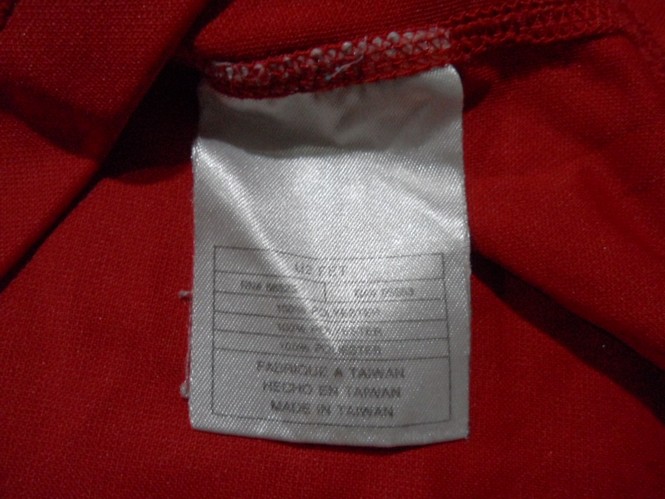 100% POLYESTER
100% POLYESTER
100% POLYESTER
FABRIQUE A TAIWAN
HECHO EN TAIWAN
MADE IN TAIWAN